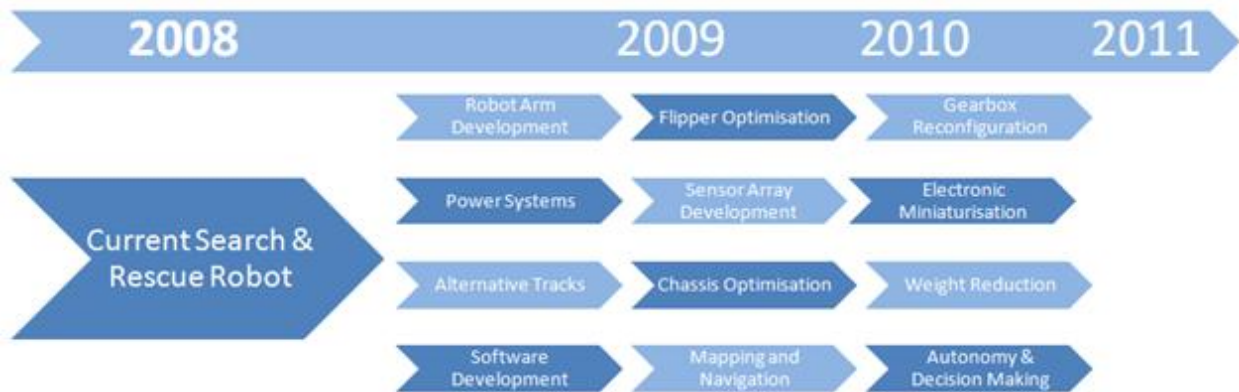 2008 2009 2010 2011
Robot Arm
Development
Flipper Optimisation
Gearbox
Reconfiguration
Current Search &
Rescue Robot
Power Systems
Sensor Array
Development
Electronic
Miniaturisation
Alternative Tracks
Chassis Optimisation
Weight Reduction
Software
Development
Mapping and
Navigation
Autonomy &
Decision Making